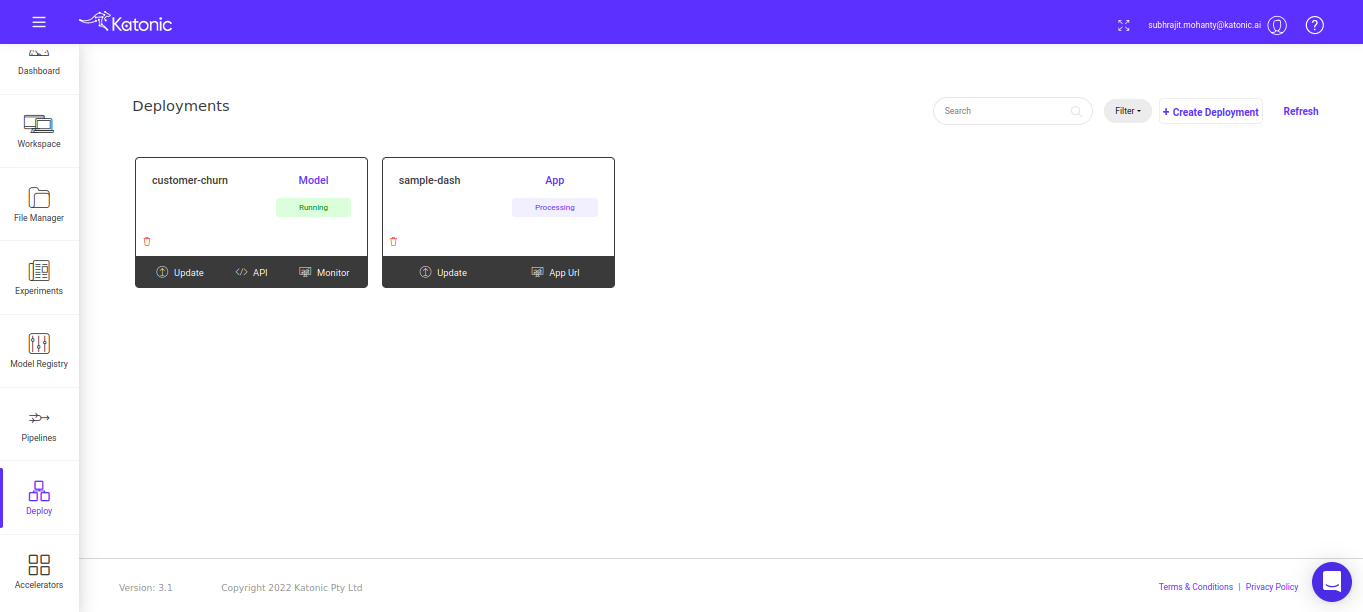 Katonic
subhrajit.mohanty@katonic.ai
?
Dashboard
Workspace
File Manager
Experiments
Model Registry
Pipelines
Deploy
Accelerators
Deployments
Search
Filter
+ Create Deployment
Refresh
customer-churn Model
Running
Update </> API Monitor
sample-dash App
Processing
Update App Url
Version: 3.1 Copyright 2022 Katonic Pty Ltd
Terms & Conditions | Privacy Policy